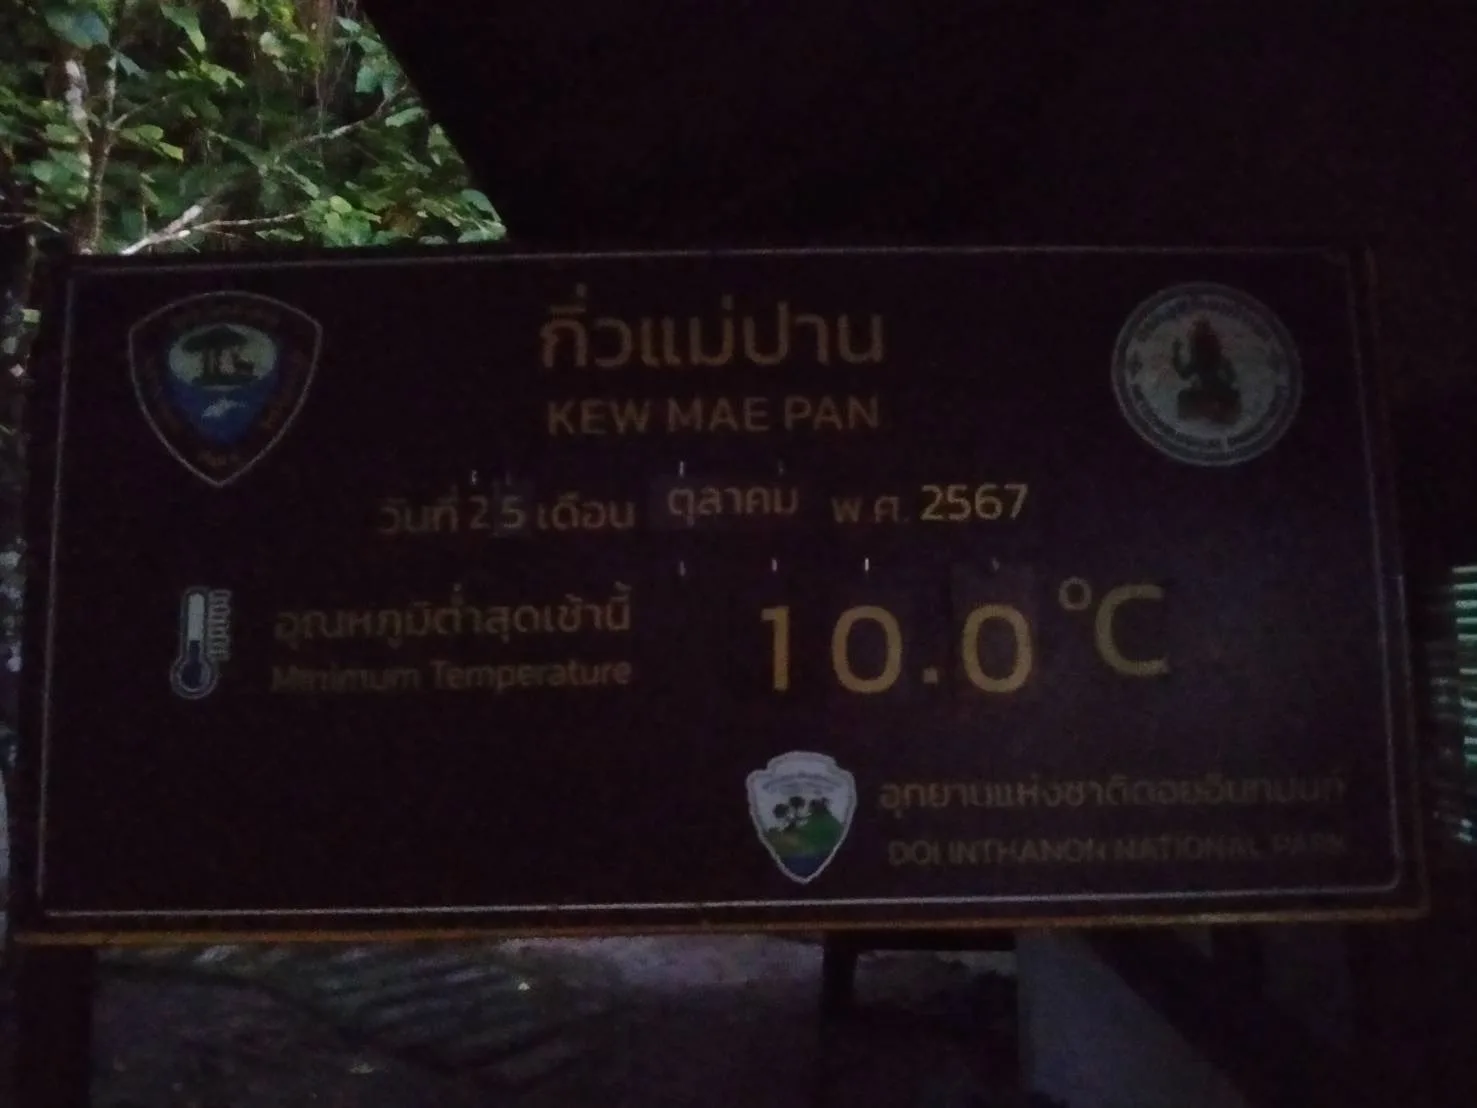 กิ่วแม่ปาน
KEW MAE PAN
วันที่ 25 เดือน ตุลาคม พ.ศ. 2567
อุณหภูมิต่ำสุดเช้านี้ 10.0 °C
Minimum Temperature
อุทยานแห่งชาติดอยอินทนนท์
DOI INTHANON NATIONAL PARK